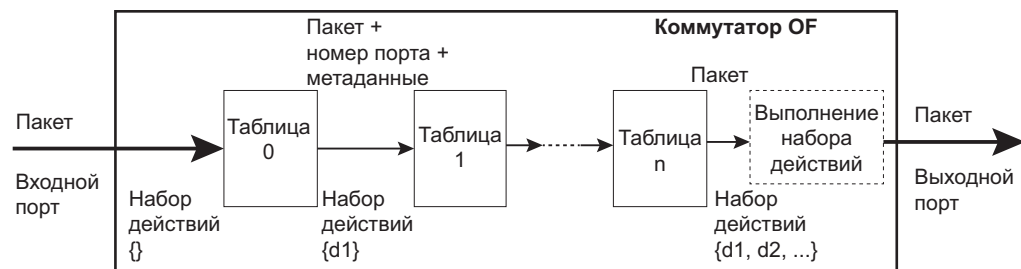 Пакет +
номер порта +
метаданные
Коммутатор OF
Пакет
Пакет
Входной
порт
Таблица
0
Таблица
1
Таблица
n
Выполнение
набора
действий
Пакет
Выходной
порт
Набор
действий
{}
Набор
действий
{d1}
Набор
действий
{d1, d2, ...}